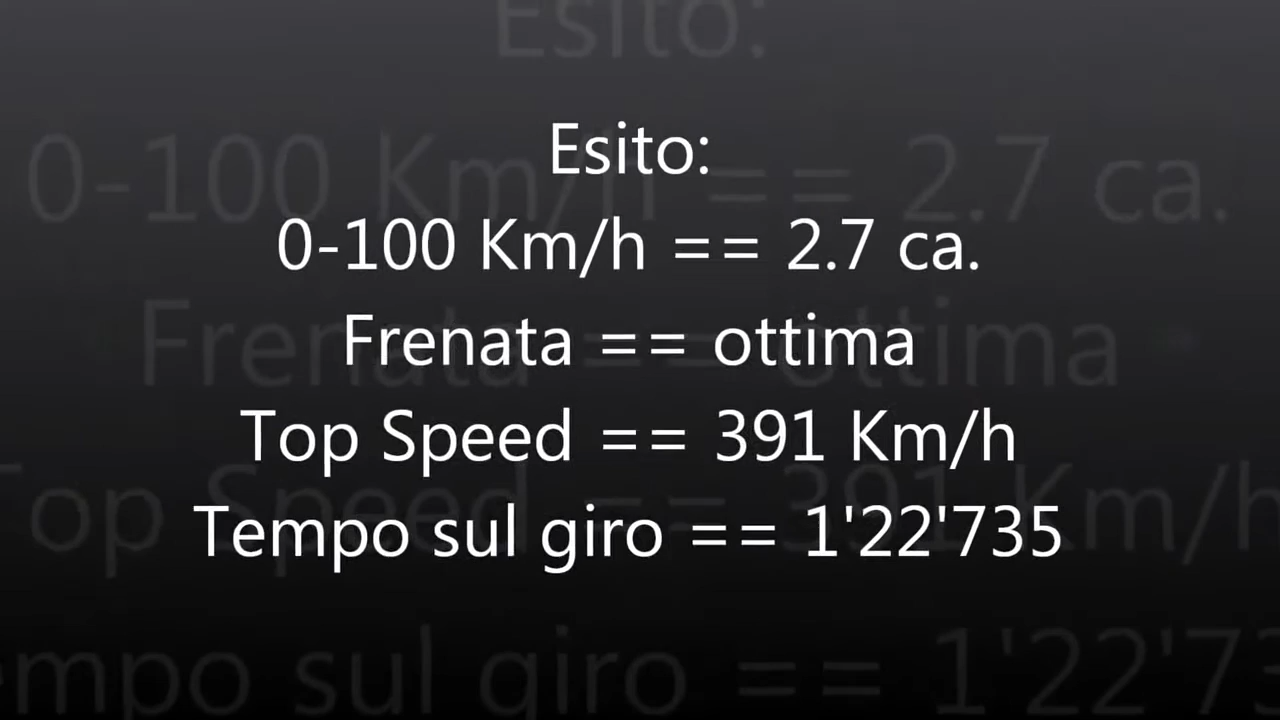 Esito:
0-100 Km/h == 2.7 ca.
Frenata == ottima
Top Speed == 391 Km/h
Tempo sul giro == 1'22'735